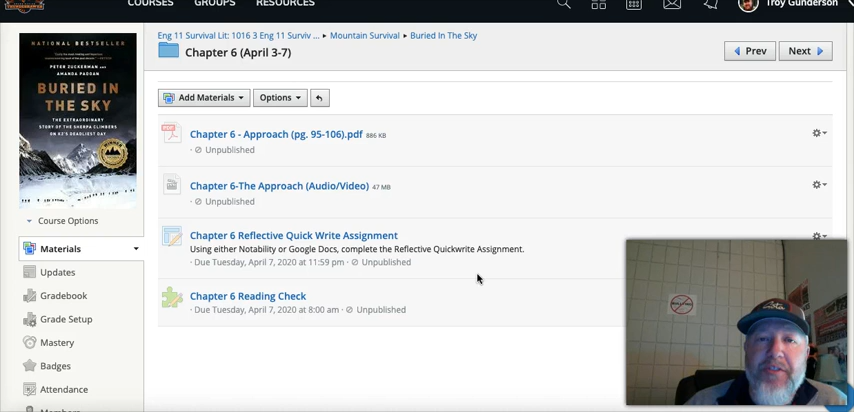 COURSES GROUPS RESOURCES Troy Gunderson
Eng 11 Survival Lit: 1016 3 Eng 11 Surviv ... ▸ Mountain Survival ▸ Buried In The Sky
Chapter 6 (April 3-7)
Prev
Next
NATIONAL BESTSELLER
PETER ZUCKERMAN AND
AMANDA PADOAN
BURIED
IN THE
SKY
THE EXTRAORDINARY
STORY OF THE SHERPA CLIMBERS
ON K2'S DEADLIEST DAY
Course Options
Materials
Updates
Gradebook
Grade Setup
Mastery
Badges
Attendance
Members
Add Materials
Options
Chapter 6 - Approach (pg. 95-106).pdf 886 KB
· Unpublished
Chapter 6-The Approach (Audio/Video) 47 MB
· Unpublished
Chapter 6 Reflective Quick Write Assignment
Using either Notability or Google Docs, complete the Reflective Quickwrite Assignment.
· Due Tuesday, April 7, 2020 at 11:59 pm · Unpublished
Chapter 6 Reading Check
· Due Tuesday, April 7, 2020 at 8:00 am · Unpublished